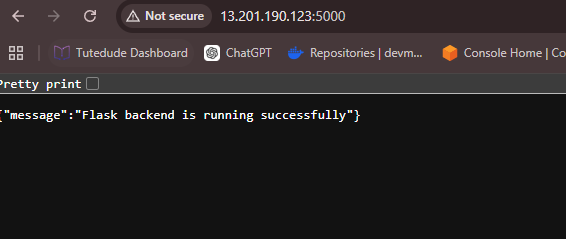 Not secure 13.201.190.123:5000
Tutedude Dashboard ChatGPT Repositories | devm... Console Home | Co
Pretty print
{"message":"Flask backend is running successfully"}